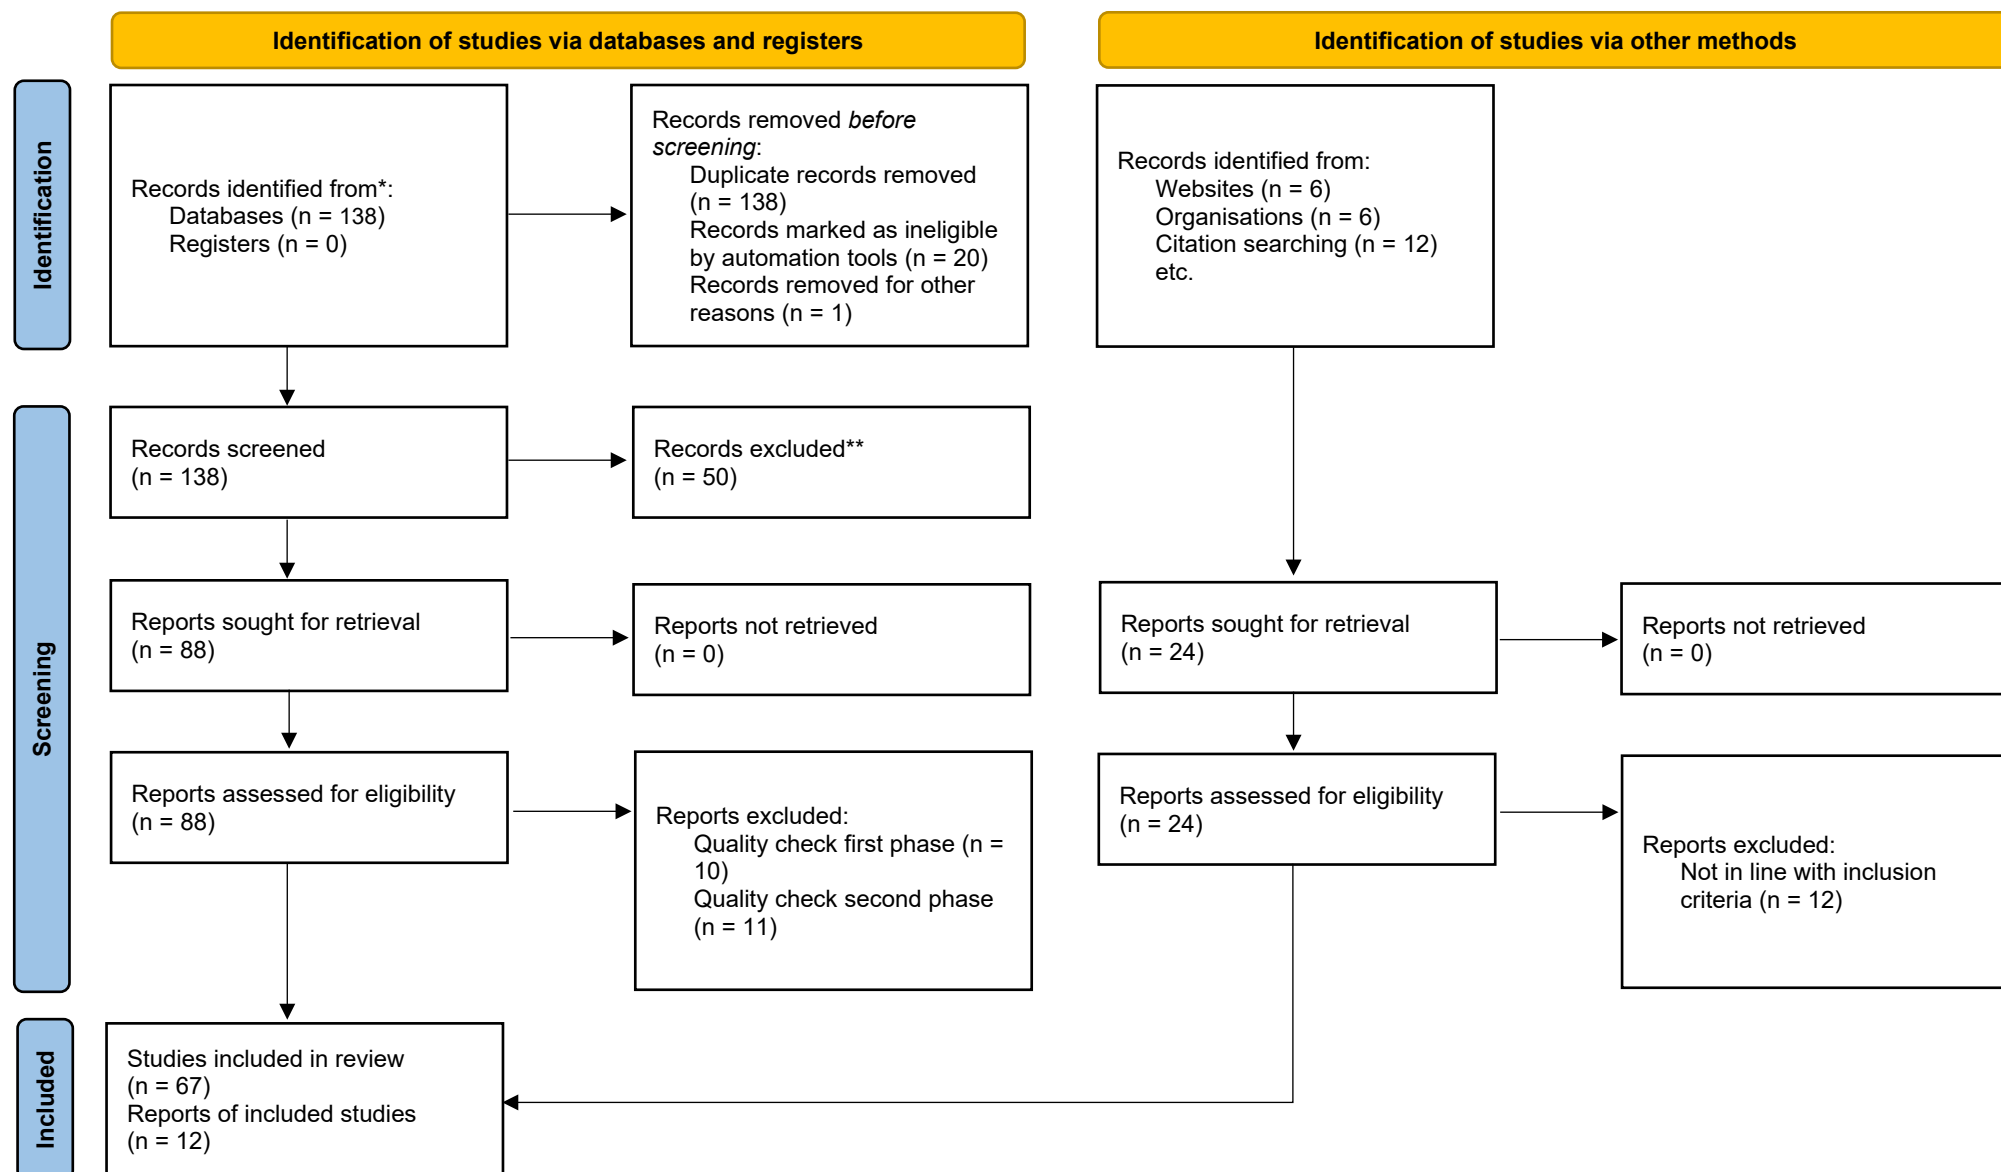 Identification of studies via databases and registers
Identification of studies via other methods
Identification
Records identified from*:
Databases (n = 138)
Registers (n = 0)
Records removed before
screening:
Duplicate records removed
(n = 138)
Records marked as ineligible
by automation tools (n = 20)
Records removed for other
reasons (n = 1)
Records identified from:
Websites (n = 6)
Organisations (n = 6)
Citation searching (n = 12)
etc.
Screening
Records screened
(n = 138)
Records excluded**
(n = 50)
Reports sought for retrieval
(n = 88)
Reports not retrieved
(n = 0)
Reports sought for retrieval
(n = 24)
Reports not retrieved
(n = 0)
Reports assessed for eligibility
(n = 88)
Reports excluded:
Quality check first phase (n =
10)
Quality check second phase
(n = 11)
Reports assessed for eligibility
(n = 24)
Reports excluded:
Not in line with inclusion
criteria (n = 12)
Included
Studies included in review
(n = 67)
Reports of included studies
(n = 12)